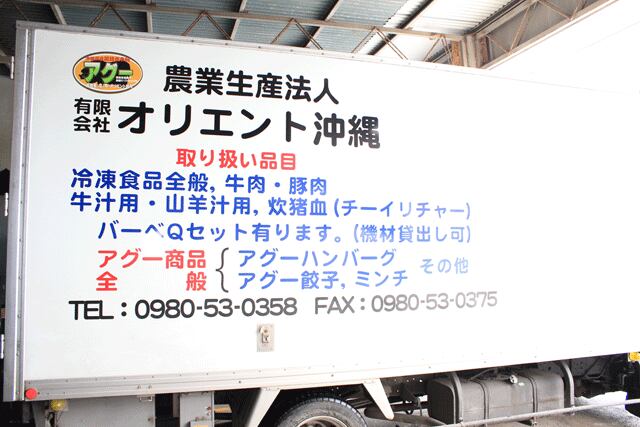 アグー
農業生産法人
有限会社 オリエント沖縄
取り扱い品目
冷凍食品全般, 牛肉・豚肉
牛汁用・山羊汁用, 炊猪血(チーイリチャー)
バーベQセット有ります。(機材貸出し可)
アグー商品全般 { アグーハンバーグ
アグー餃子, ミンチ
その他
TEL：0980-53-0358 FAX：0980-53-0375